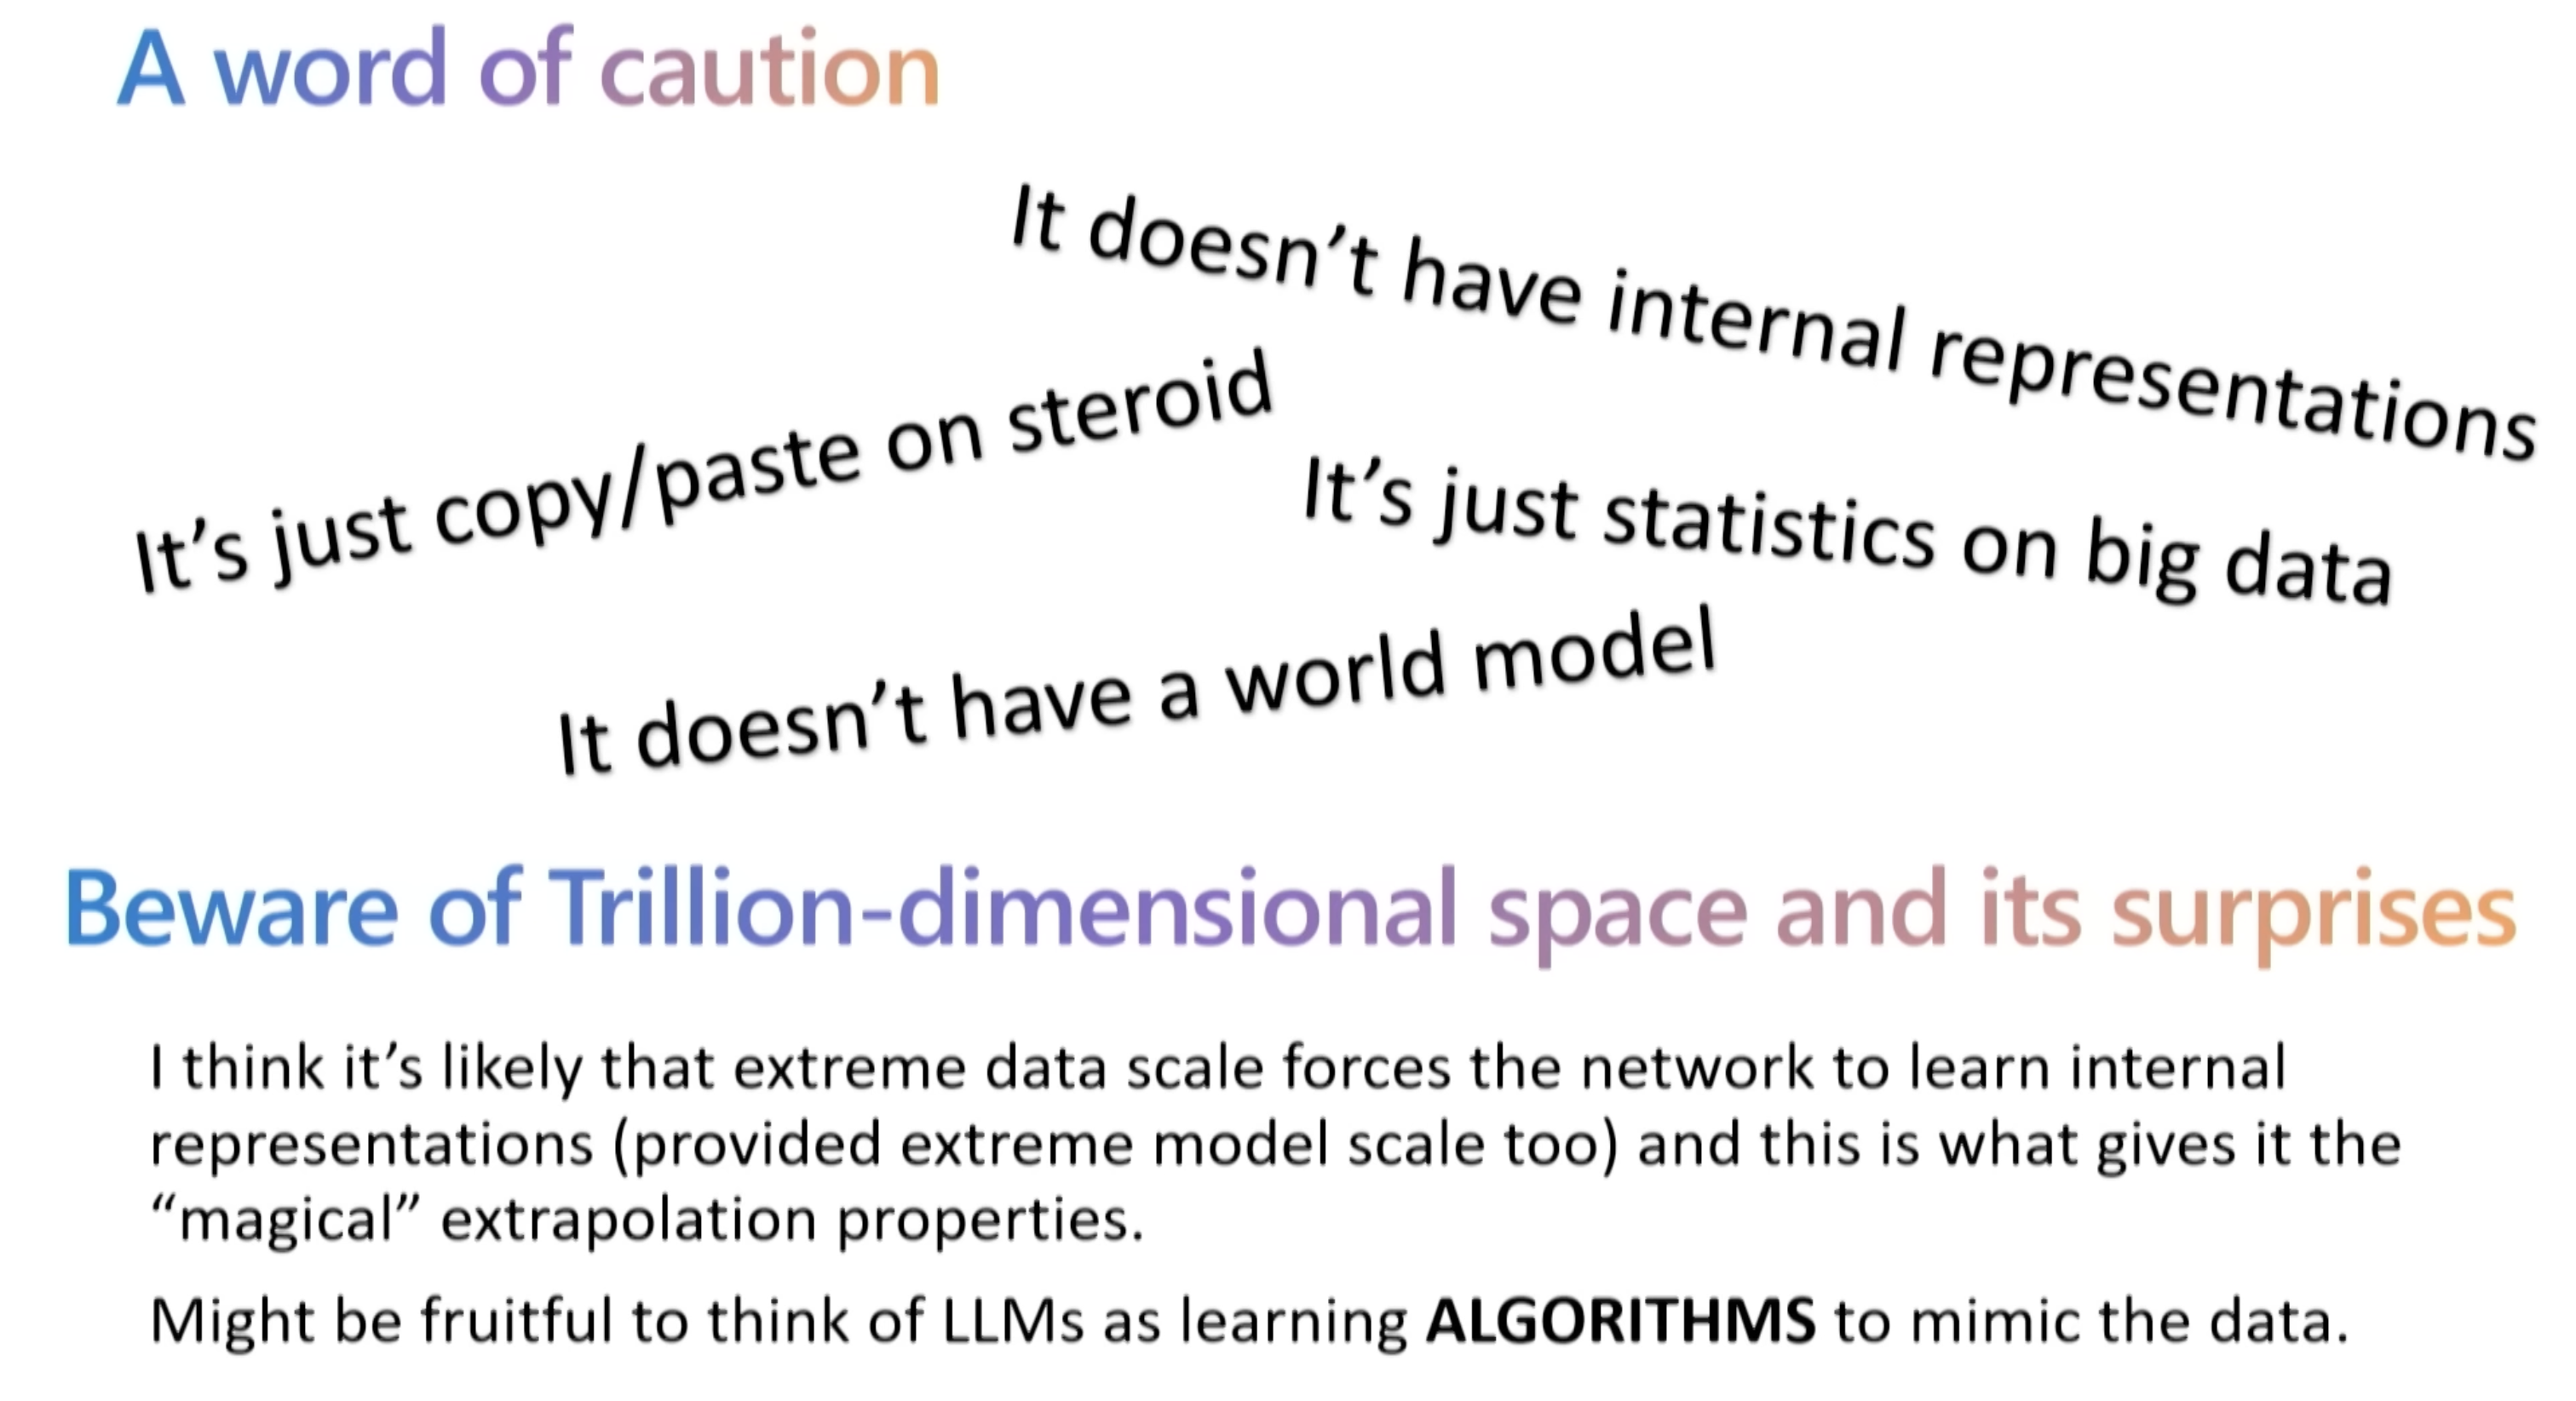 A word of caution
It doesn’t have internal representations
It’s just copy/paste on steroid
It’s just statistics on big data
It doesn’t have a world model
Beware of Trillion-dimensional space and its surprises
I think it’s likely that extreme data scale forces the network to learn internal
representations (provided extreme model scale too) and this is what gives it the
“magical” extrapolation properties.
Might be fruitful to think of LLMs as learning ALGORITHMS to mimic the data.